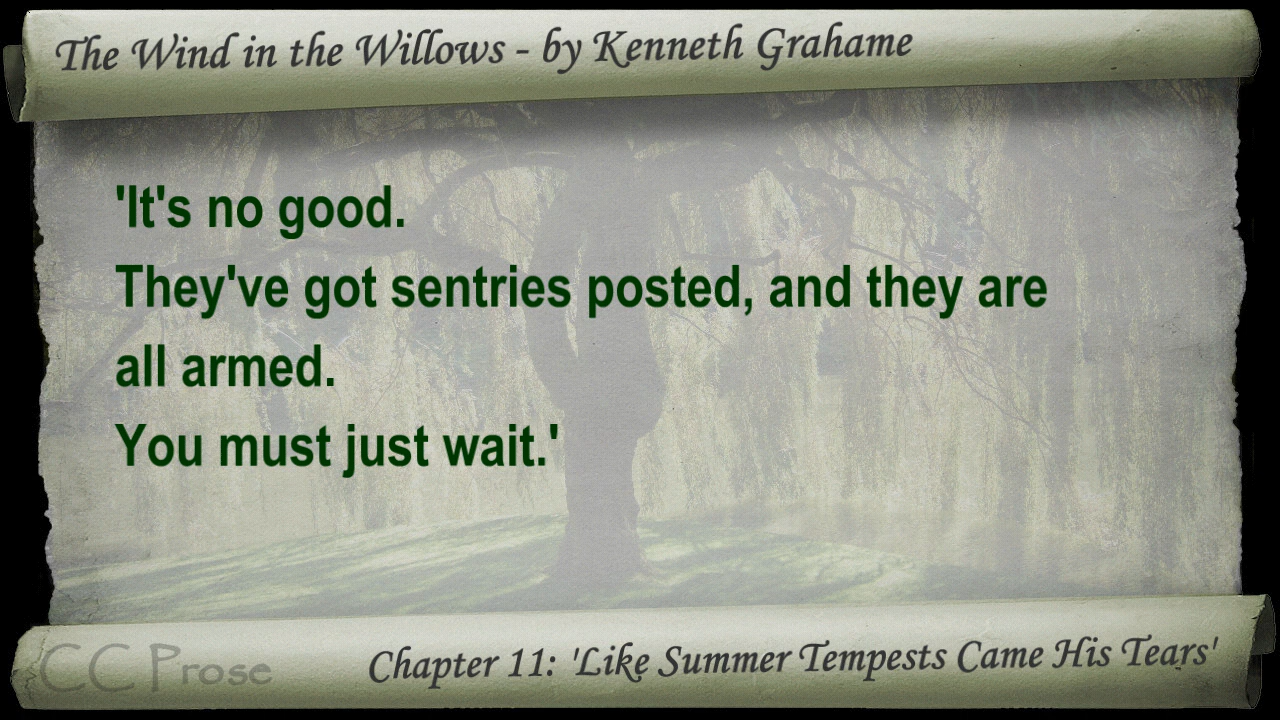 The Wind in the Willows - by Kenneth Grahame
'It's no good.
They've got sentries posted, and they are
all armed.
You must just wait.'
CC Prose
Chapter 11: 'Like Summer Tempests Came His Tears'